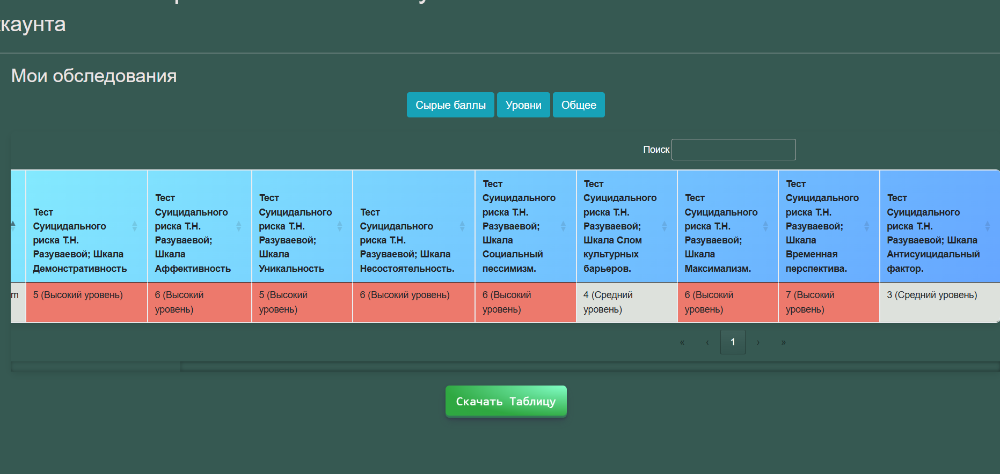 каунта
Мои обследования
Сырые баллы Уровни Общее
Поиск
Тест
Суицидального
риска Т.Н.
Разуваевой; Шкала
Демонстративность
Тест
Суицидального
риска Т.Н.
Разуваевой;
Шкала
Аффективность
Тест
Суицидального
риска Т.Н.
Разуваевой;
Шкала
Уникальность
Тест
Суицидального
риска Т.Н.
Разуваевой; Шкала
Несостоятельность.
Тест
Суицидального
риска Т.Н.
Разуваевой;
Шкала
Социальный
пессимизм.
Тест
Суицидального
риска Т.Н.
Разуваевой;
Шкала Слом
культурных
барьеров.
Тест
Суицидального
риска Т.Н.
Разуваевой;
Шкала
Максимализм.
Тест
Суицидального
риска Т.Н.
Разуваевой;
Шкала
Временная
перспектива.
Тест
Суицидального
риска Т.Н.
Разуваевой; Шкала
Антисуицидальный
фактор.
m
5 (Высокий уровень)
6 (Высокий
уровень)
5 (Высокий
уровень)
6 (Высокий уровень)
6 (Высокий
уровень)
4 (Средний
уровень)
6 (Высокий
уровень)
7 (Высокий
уровень)
3 (Средний уровень)
« ‹ 1 › »
Скачать Таблицу